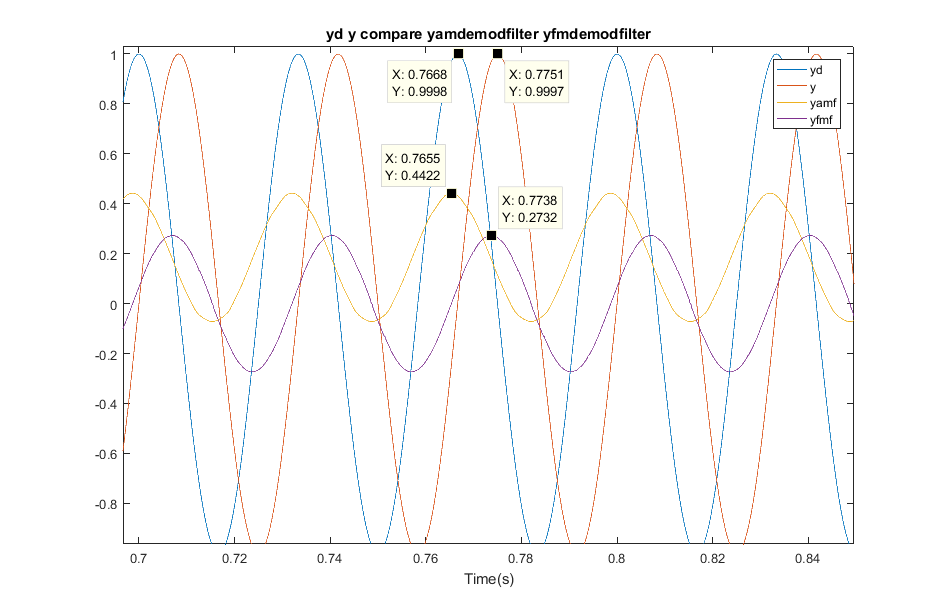 yd y compare yamdemodfilter yfmdemodfilter
1
0.8
0.6
0.4
0.2
0
-0.2
-0.4
-0.6
-0.8
X: 0.7668
Y: 0.9998
X: 0.7751
Y: 0.9997
X: 0.7655
Y: 0.4422
X: 0.7738
Y: 0.2732
yd
y
yamf
yfmf
0.7 0.72 0.74 0.76 0.78 0.8 0.82 0.84
Time(s)